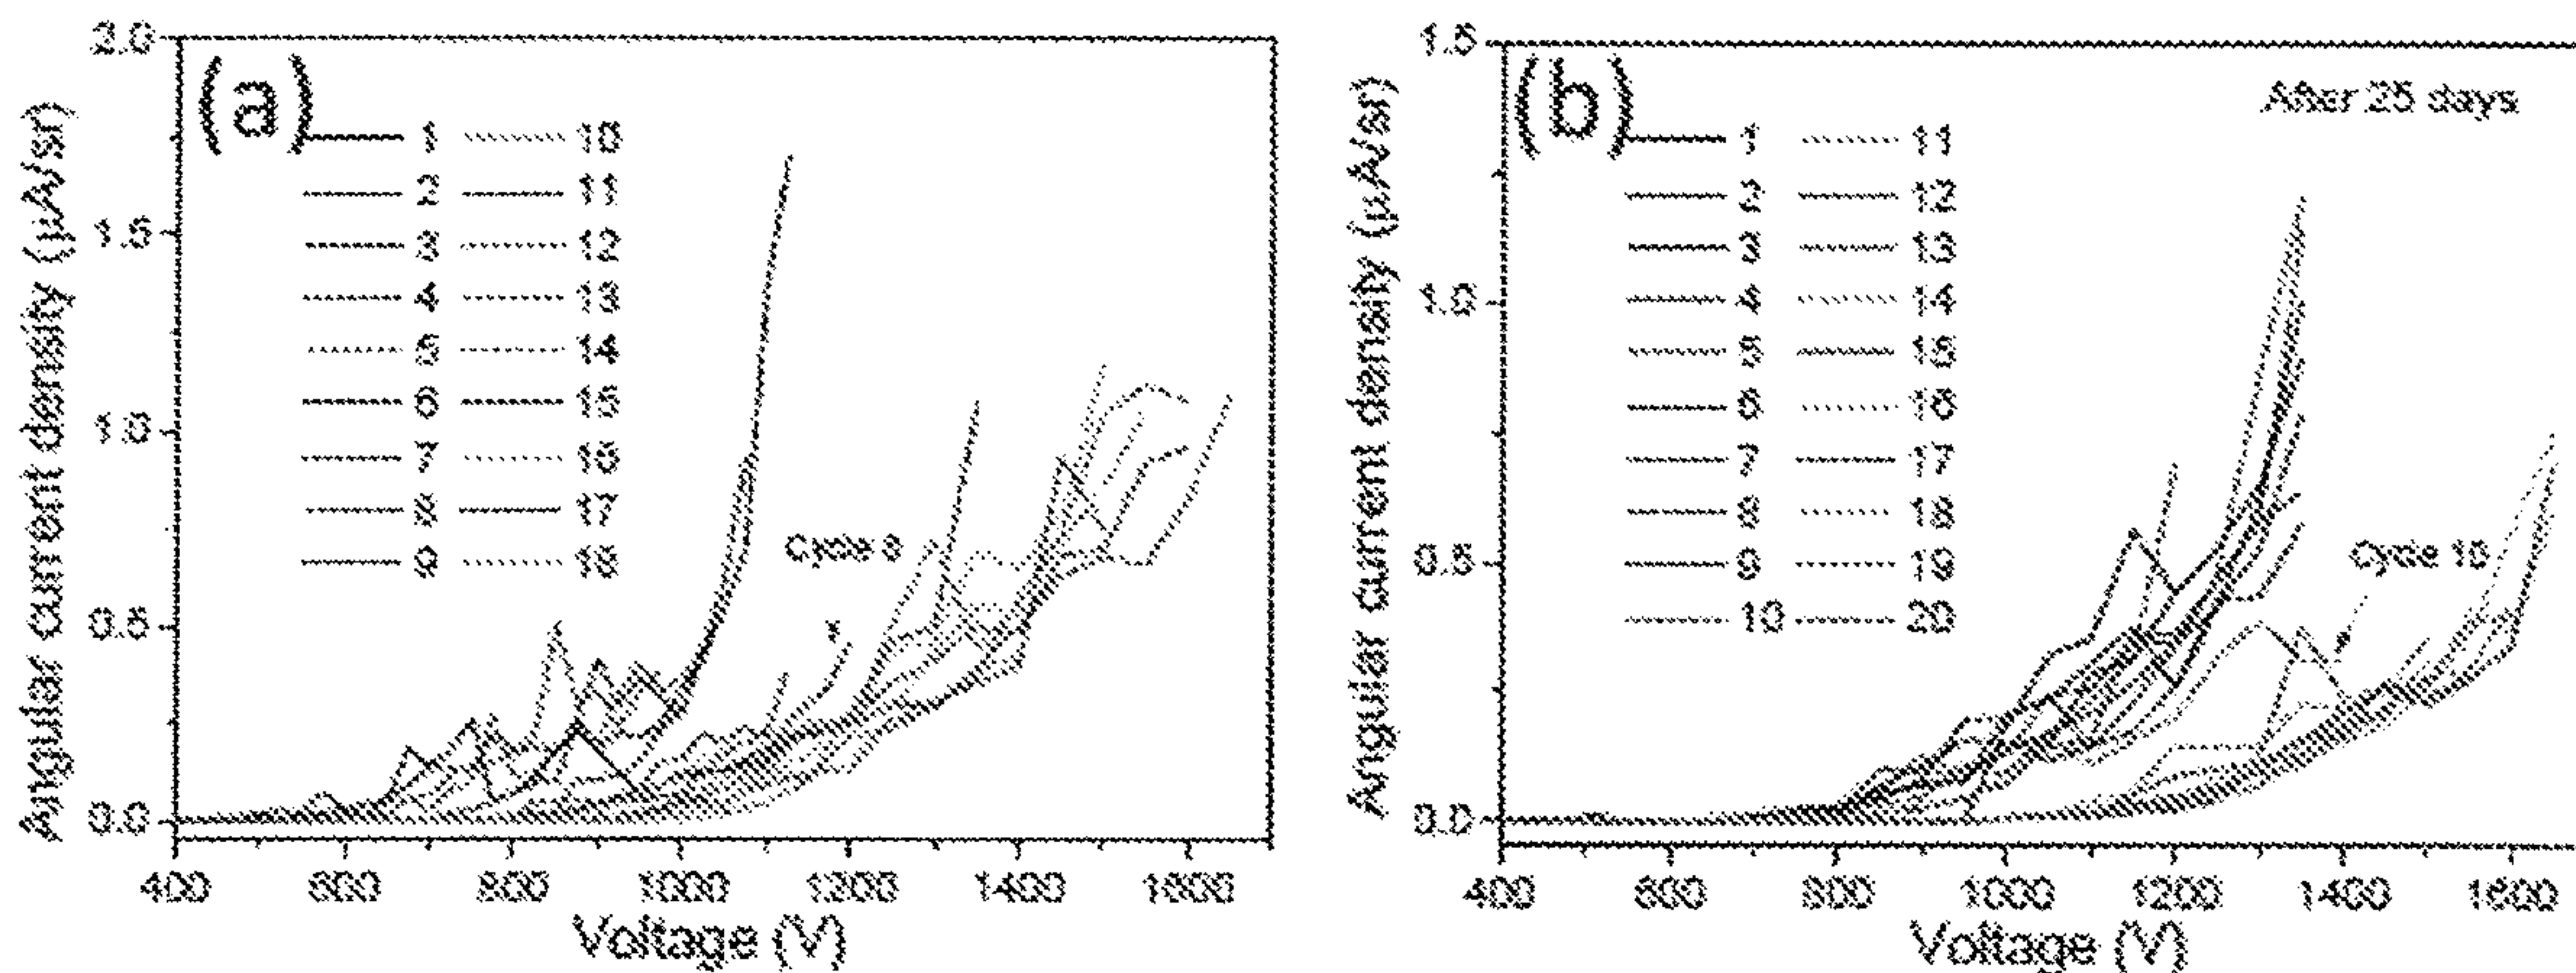 (a)
Angular current density (μA/sr)
2.0
1.5
1.0
0.5
0.0
1 10
2 11
3 12
4 13
5 14
6 15
7 16
8 17
9 18
Cycle
400 600 800 1000 1200 1400 1600
Voltage (V)
(b)
After 25 days
Angular current density (μA/sr)
1.5
1.0
0.5
0.0
1 11
2 12
3 13
4 14
5 15
6 16
7 17
8 18
9 19
10 20
Cycle 10
400 600 800 1000 1200 1400 1600
Voltage (V)